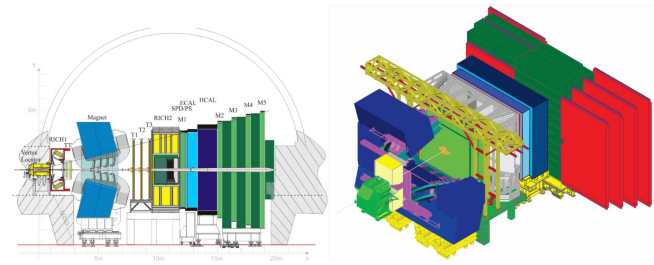 y
5m
Vertex
Locator
RICH1
TT
Magnet
T1
T2
T3
RICH2
SPD/PS
M1
ECAL
HCAL
M2
M3
M4
M5
5m
10m
15m
20m
z